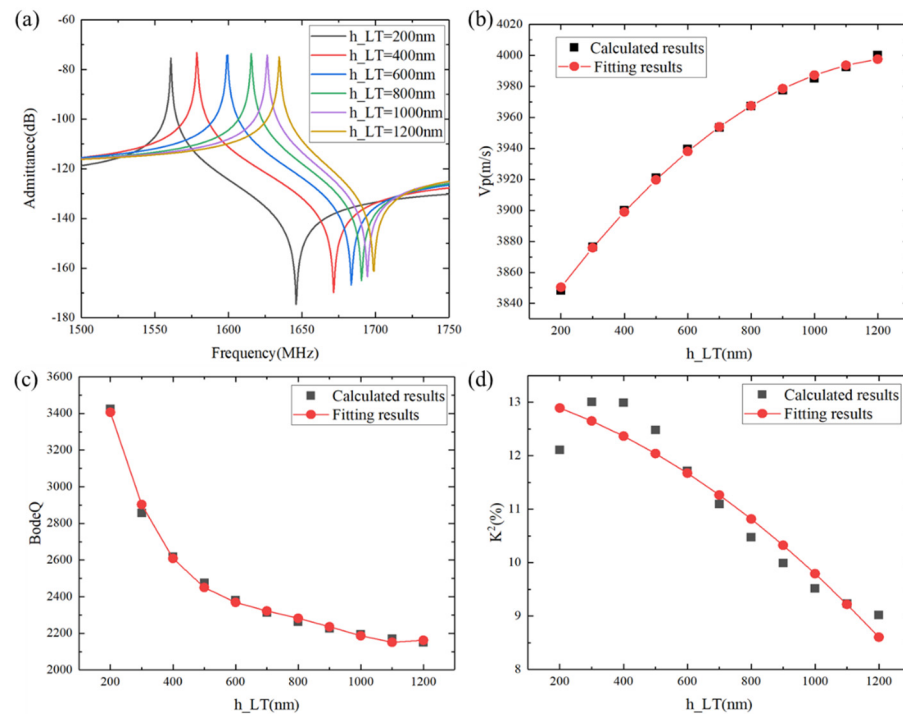 (a)
-60
-80
-100
-120
-140
-160
-180
Admittance(dB)
h_LT=200nm
h_LT=400nm
h_LT=600nm
h_LT=800nm
h_LT=1000nm
h_LT=1200nm
1500 1550 1600 1650 1700 1750
Frequency(MHz)
(b)
4020
4000
3980
3960
3940
3920
3900
3880
3860
3840
Vp(m/s)
Calculated results
Fitting results
200 400 600 800 1000 1200
h_LT(nm)
(c)
3600
3400
3200
3000
2800
2600
2400
2200
2000
BodeQ
Calculated results
Fitting results
200 400 600 800 1000 1200
h_LT(nm)
(d)
13
12
11
10
9
8
K²(%)
Calculated results
Fitting results
200 400 600 800 1000 1200
h_LT(nm)